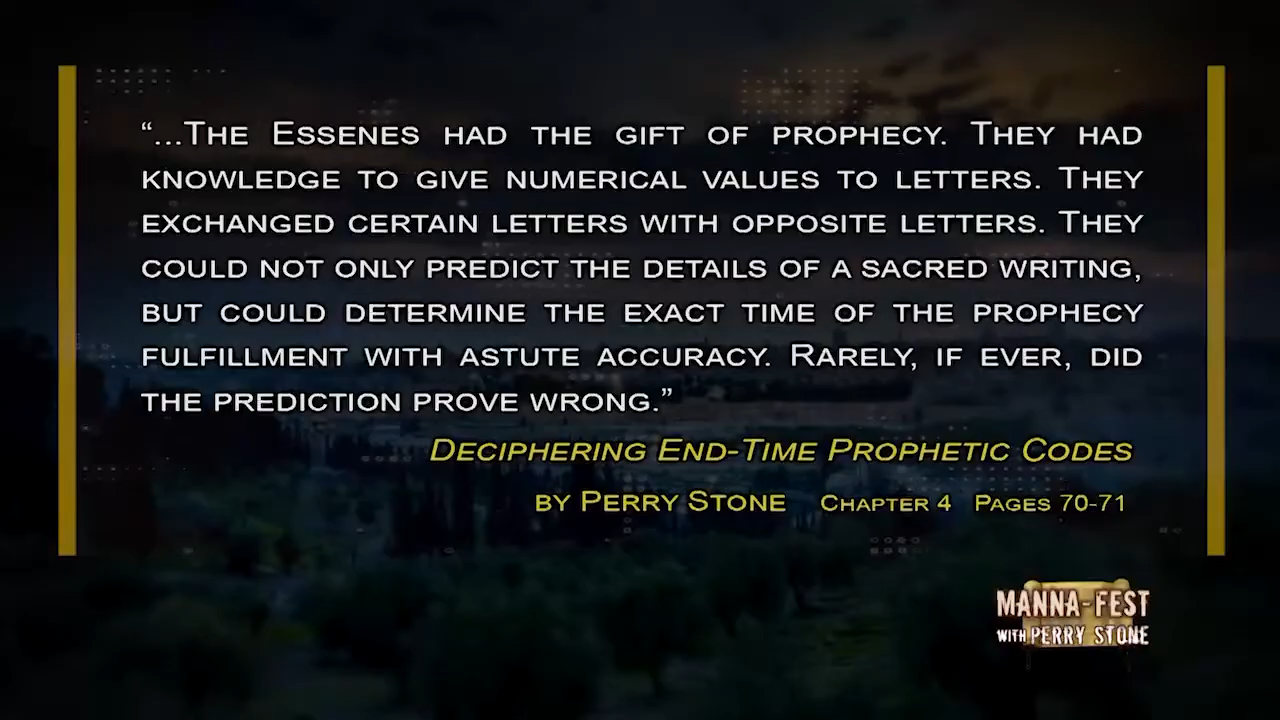 “...The Essenes had the gift of prophecy. They had
knowledge to give numerical values to letters. They
exchanged certain letters with opposite letters. They
could not only predict the details of a sacred writing,
but could determine the exact time of the prophecy
fulfillment with astute accuracy. Rarely, if ever, did
the prediction prove wrong.”
Deciphering End-Time Prophetic Codes
by Perry Stone Chapter 4 Pages 70-71
MANNA-FEST
WITH PERRY STONE